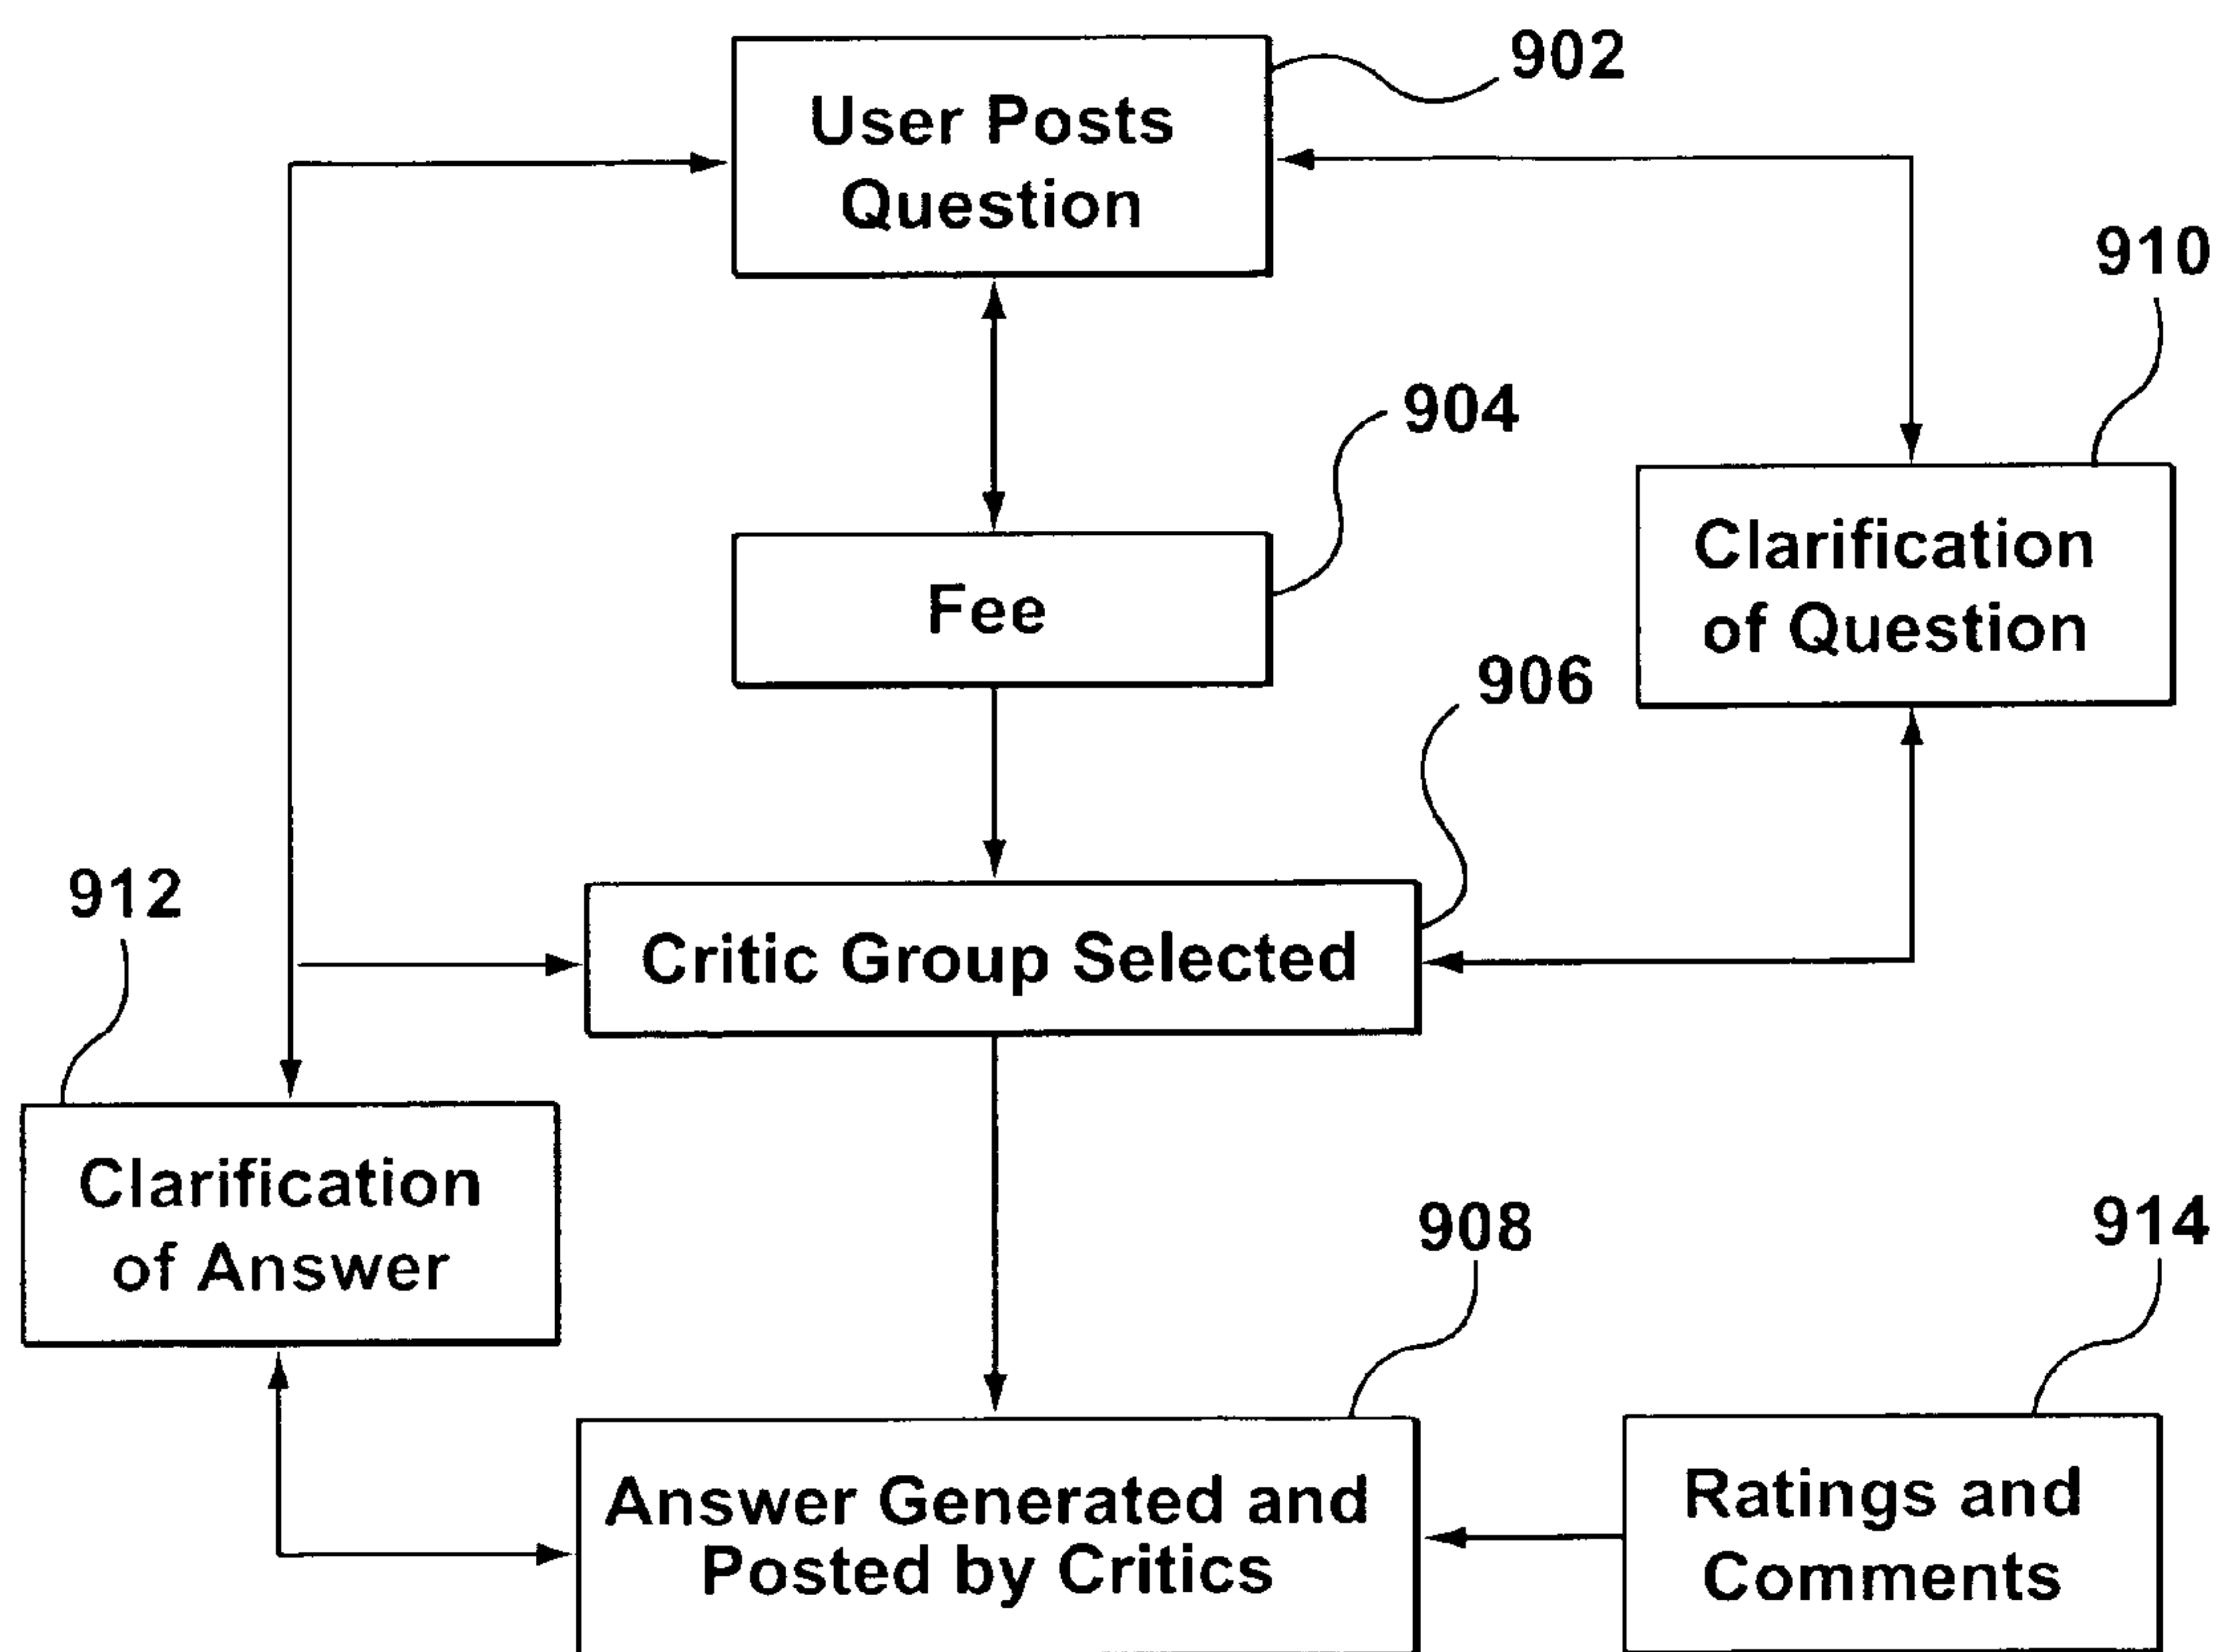 902
User Posts
Question
910
904
Clarification
of Question
Fee
906
912
Critic Group Selected
Clarification
of Answer
908
914
Answer Generated and
Posted by Critics
Ratings and
Comments